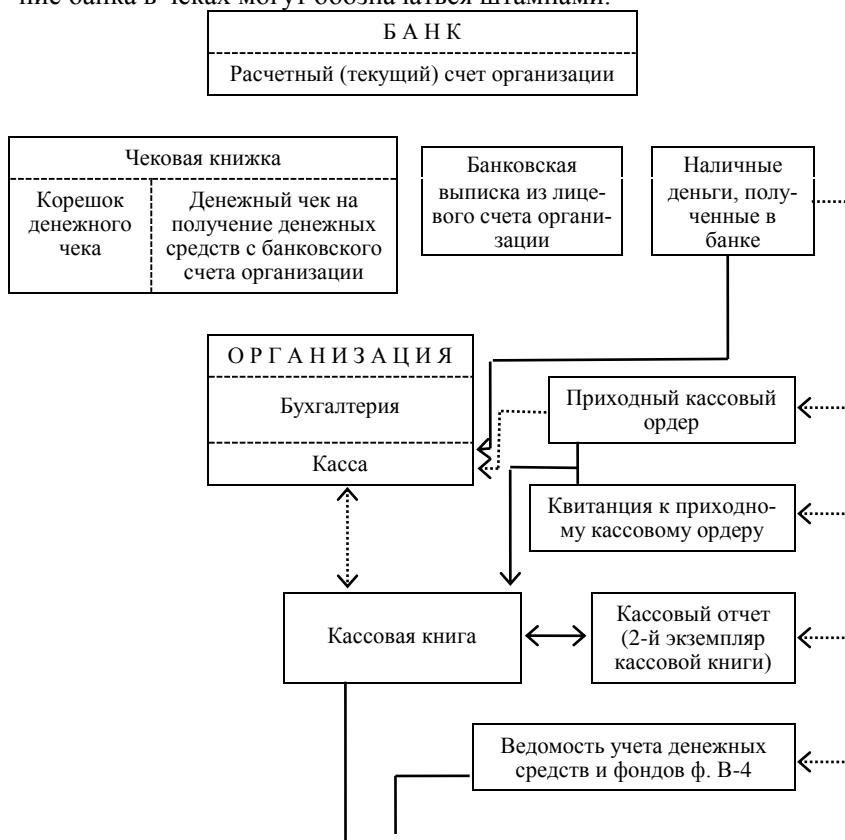 ние банка в чеках могут обозначаться штампами.
Б А Н К
Расчетный (текущий) счет организации
Чековая книжка
Корешок
денежного
чека
Денежный чек на
получение денежных
средств с банковского
счета организации
Банковская
выписка из лице-
вого счета органи-
зации
Наличные
деньги, полу-
ченные в
банке
О Р Г А Н И З А Ц И Я
Бухгалтерия
Касса
Приходный кассовый
ордер
Квитанция к приходно-
му кассовому ордеру
Кассовая книга
Кассовый отчет
(2-й экземпляр
кассовой книги)
Ведомость учета денежных
средств и фондов ф. В-4